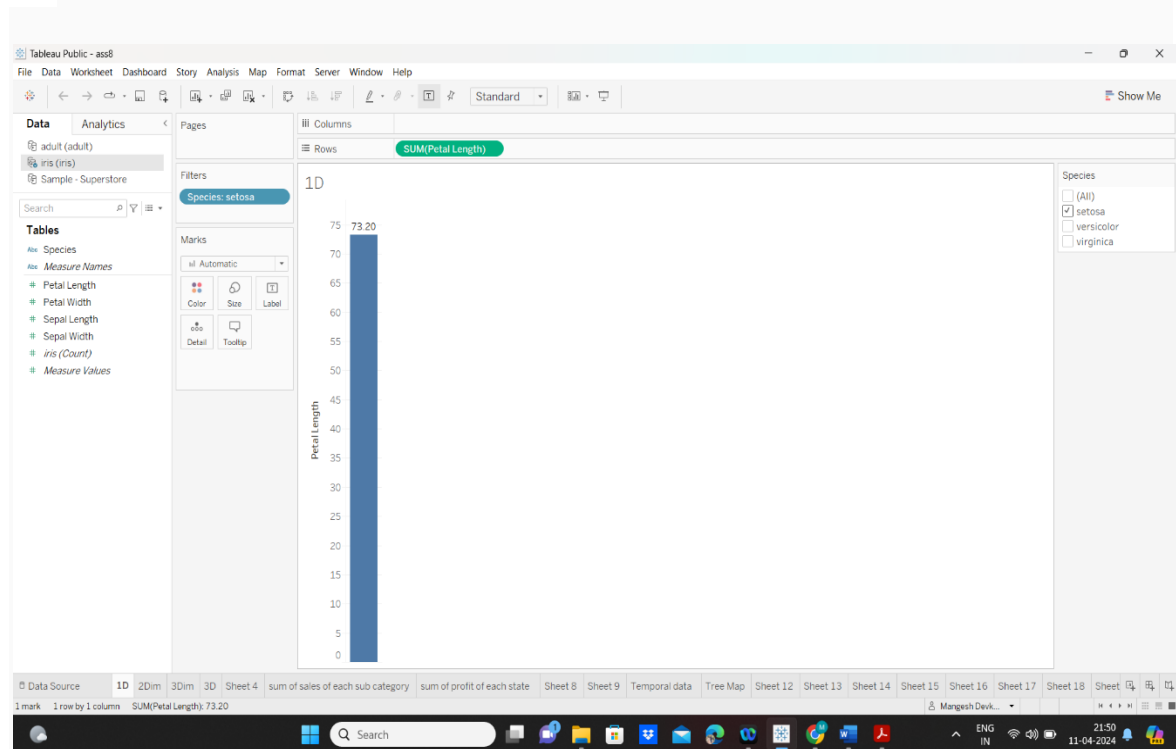 Tableau Public - ass8
File Data Worksheet Dashboard Story Analysis Map Format Server Window Help
Standard
Show Me
Data Analytics
Pages
Columns
adult (adult)
Rows SUM(Petal Length)
iris (iris)
Sample - Superstore
Filters
Species: setosa
Search
Tables
Abc Species
Abc Measure Names
# Petal Length
# Petal Width
# Sepal Length
# Sepal Width
# iris (Count)
# Measure Values
Marks
Automatic
Color Size Label
Detail Tooltip
1D
75 73.20
70
65
60
55
50
45
40
35
30
25
20
15
10
5
0
Petal Length
Species
(All)
setosa
versicolor
virginica
Data Source 1D 2Dim 3Dim 3D Sheet 4 sum of sales of each sub category sum of profit of each state Sheet 8 Sheet 9 Temporal data Tree Map Sheet 12 Sheet 13 Sheet 14 Sheet 15 Sheet 16 Sheet 17 Sheet 18 Sheet
1 mark 1 row by 1 column SUM(Petal Length): 73.20 Mangesh Devk...
Search
ENG 21:50
IN 11-04-2024